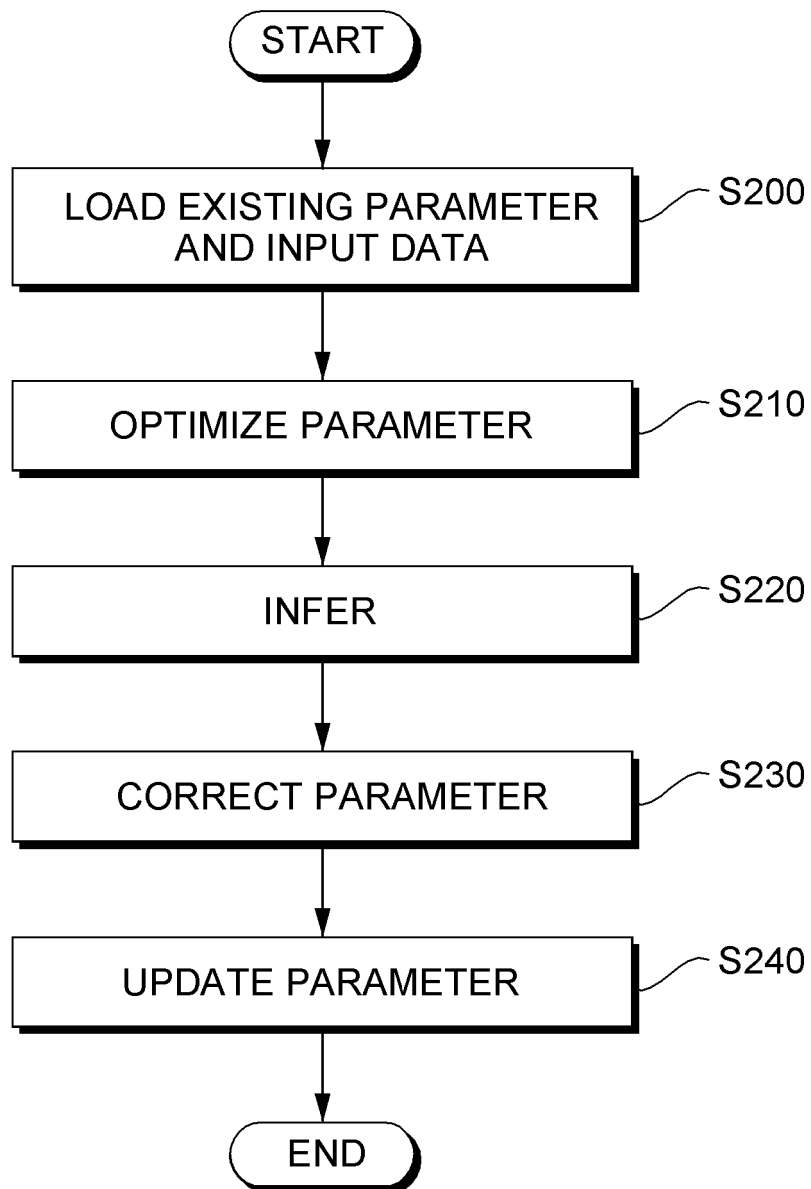 START
LOAD EXISTING PARAMETER
AND INPUT DATA
S200
OPTIMIZE PARAMETER
S210
INFER
S220
CORRECT PARAMETER
S230
UPDATE PARAMETER
S240
END